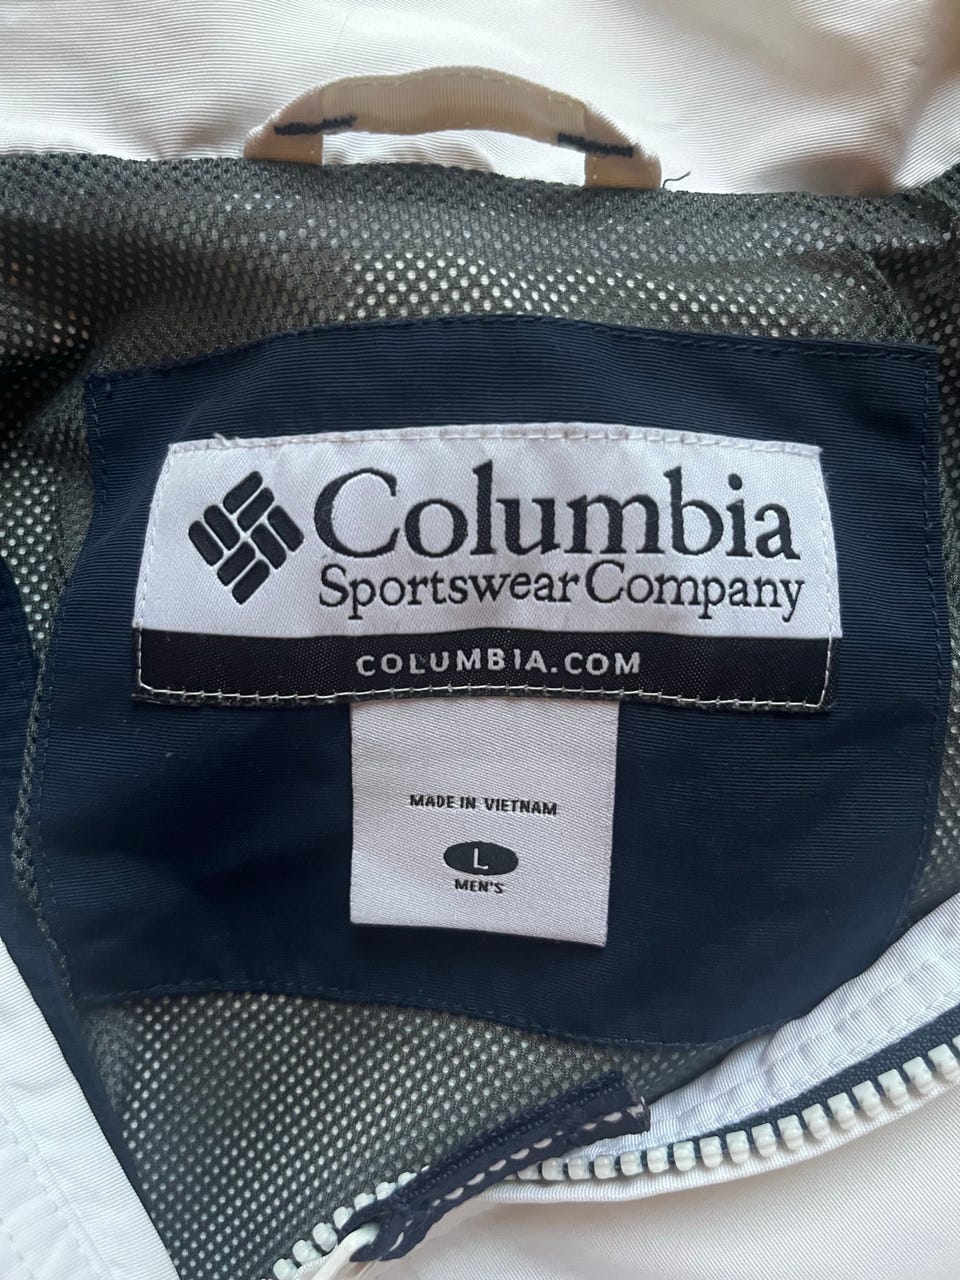 Columbia
Sportswear Company
COLUMBIA.COM
MADE IN VIETNAM
L
MEN'S